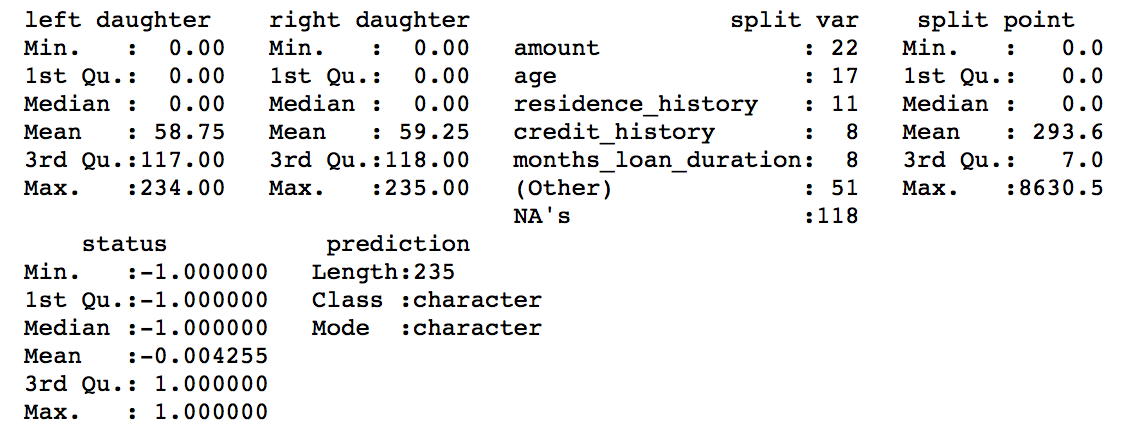 left daughter    right daughter                  split var    split point
Min.   :  0.00   Min.   :  0.00   amount              : 22   Min.   :   0.0
1st Qu.:  0.00   1st Qu.:  0.00   age                 : 17   1st Qu.:   0.0
Median :  0.00   Median :  0.00   residence_history   : 11   Median :   0.0
Mean   : 58.75   Mean   : 59.25   credit_history      :  8   Mean   : 293.6
3rd Qu.:117.00   3rd Qu.:118.00   months_loan_duration:  8   3rd Qu.:   7.0
Max.   :234.00   Max.   :235.00   (Other)             : 51   Max.   :8630.5
                                  NA's                :118
    status           prediction
Min.   :-1.000000   Length:235
1st Qu.:-1.000000   Class :character
Median :-1.000000   Mode  :character
Mean   :-0.004255
3rd Qu.: 1.000000
Max.   : 1.000000